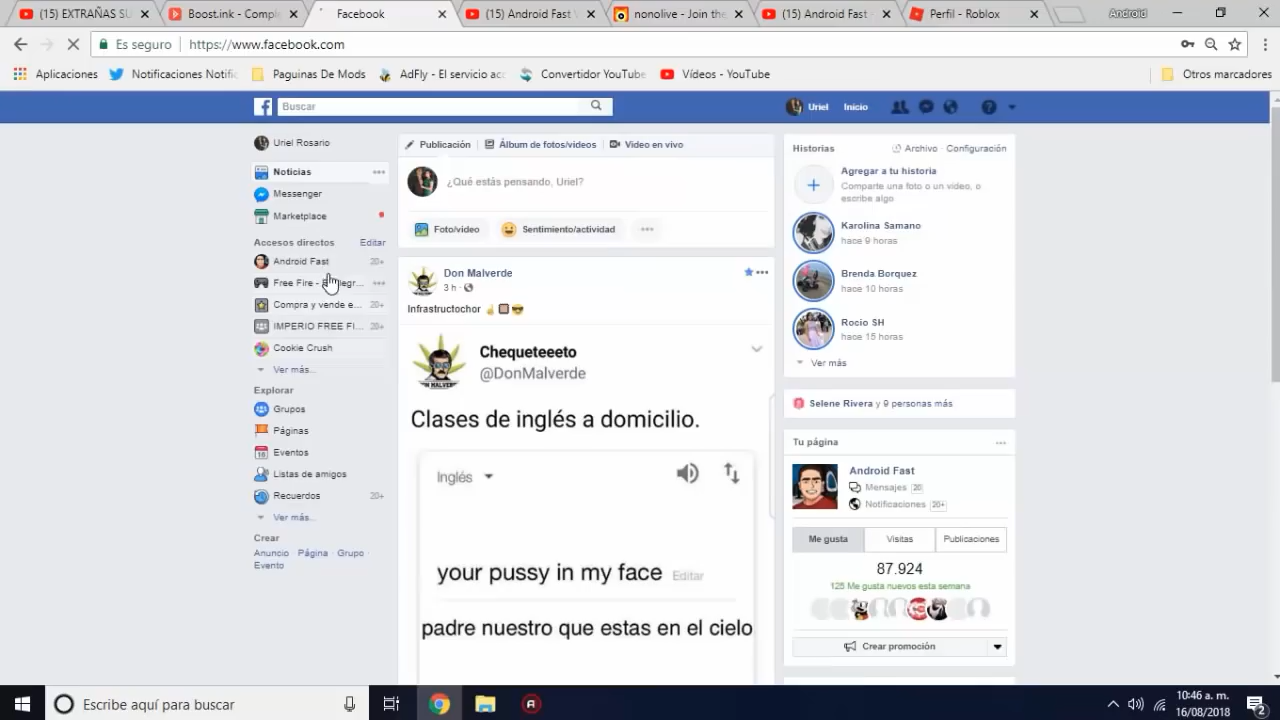 (15) EXTRAÑAS SU
BoostLink - Comple
Facebook
(15) Android Fast
nonolive - Join the
(15) Android Fast -
Perfil - Roblox
Android
Es seguro
https://www.facebook.com
Aplicaciones
Notificaciones Notific
Paguinas De Mods
AdFly - El servicio acc
Convertidor YouTube
Vídeos - YouTube
Otros marcadores
Buscar
Uriel
Inicio
Uriel Rosario
Noticias
Messenger
Marketplace
Accesos directos
Editar
Android Fast
20+
Free Fire -
Compra y vende e...
20+
IMPERIO FREE FI...
20+
Cookie Crush
Ver más...
Explorar
Grupos
Páginas
Eventos
Listas de amigos
Recuerdos
20+
Ver más...
Crear
Anuncio · Página · Grupo ·
Evento
Publicación
Álbum de fotos/videos
Video en vivo
¿Qué estás pensando, Uriel?
Foto/video
Sentimiento/actividad
Don Malverde
3 h ·
Infrastructochor
Chequeteeeto
@DonMalverde
Clases de inglés a domicilio.
Inglés
your pussy in my face
Editar
padre nuestro que estas en el cielo
Historias
Archivo · Configuración
Agregar a tu historia
Comparte una foto o un video, o
escribe algo
Karolina Samano
hace 9 horas
Brenda Borquez
hace 10 horas
Rocio SH
hace 15 horas
Ver más
Selene Rivera y 9 personas más
Tu página
Android Fast
Mensajes 20
Notificaciones 20+
Me gusta
Visitas
Publicaciones
87.924
125 Me gusta nuevos esta semana
Crear promoción
Escribe aquí para buscar
10:46 a. m.
16/08/2018
2